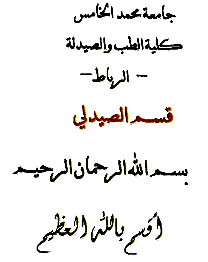 جامعة محمد الخامس
كلية الطب والصيدلة
- الرباط -
قسم الصيدلي
بسم الله الرحمان الرحيم
أقسم بالله العظيم